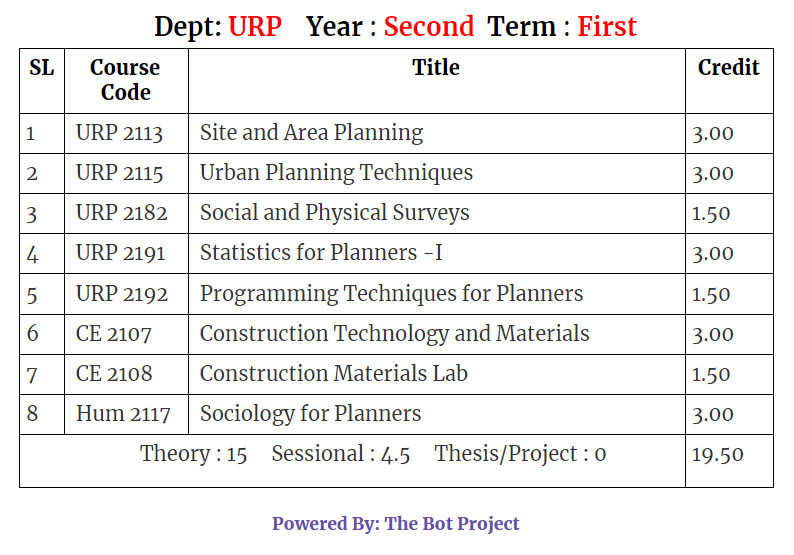 Dept: URP Year : Second Term : First
SL Course Code Title Credit
1 URP 2113 Site and Area Planning 3.00
2 URP 2115 Urban Planning Techniques 3.00
3 URP 2182 Social and Physical Surveys 1.50
4 URP 2191 Statistics for Planners -I 3.00
5 URP 2192 Programming Techniques for Planners 1.50
6 CE 2107 Construction Technology and Materials 3.00
7 CE 2108 Construction Materials Lab 1.50
8 Hum 2117 Sociology for Planners 3.00
Theory : 15 Sessional : 4.5 Thesis/Project : 0 19.50
Powered By: The Bot Project